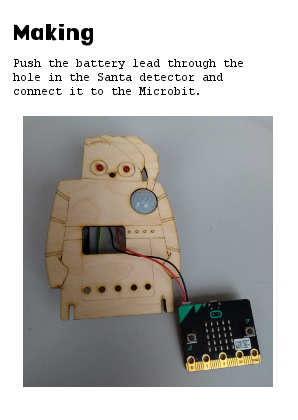 Making
Push the battery lead through the
hole in the Santa detector and
connect it to the Microbit.